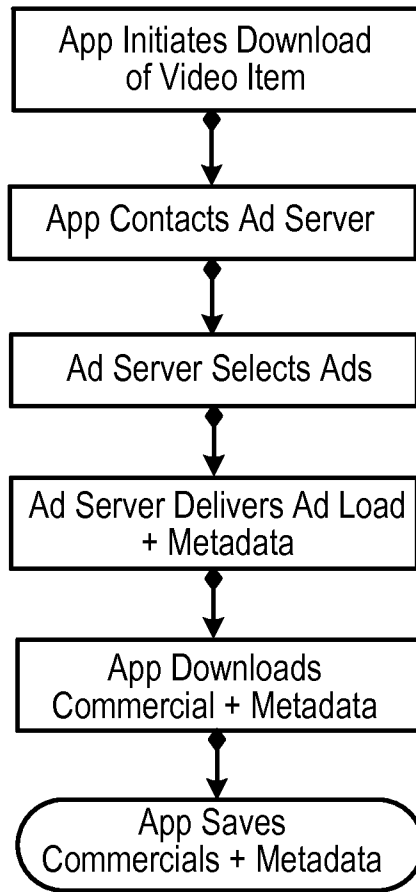 App Initiates Download
of Video Item
App Contacts Ad Server
Ad Server Selects Ads
Ad Server Delivers Ad Load
+ Metadata
App Downloads
Commercial + Metadata
App Saves
Commercials + Metadata